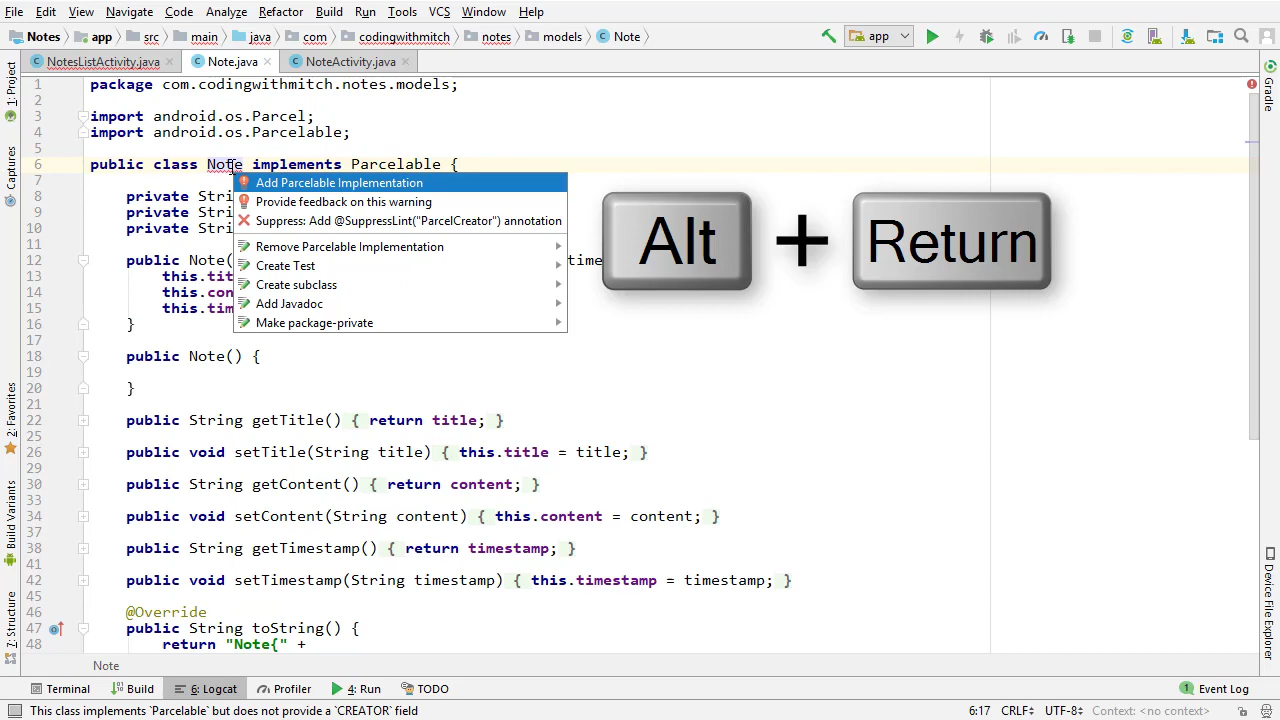 File Edit View Navigate Code Analyze Refactor Build Run Tools VCS Window Help
Notes app src main java com codingwithmitch notes models Note app
NotesListActivity.java Note.java NoteActivity.java
1 package com.codingwithmitch.notes.models;
2
3 import android.os.Parcel;
4 import android.os.Parcelable;
5
6 public class Note implements Parcelable {
7
8 private Stri
9 private Stri
10 private Stri
11
12 public Note( time
13 this.tit
14 this.con
15 this.tim
16 }
17
18 public Note() {
19
20 }
21
22 public String getTitle() { return title; }
25
26 public void setTitle(String title) { this.title = title; }
29
30 public String getContent() { return content; }
33
34 public void setContent(String content) { this.content = content; }
37
38 public String getTimestamp() { return timestamp; }
41
42 public void setTimestamp(String timestamp) { this.timestamp = timestamp; }
45
46 @Override
47 public String toString() {
48 return "Note{" +
Add Parcelable Implementation
Provide feedback on this warning
Suppress: Add @SuppressLint("ParcelCreator") annotation
Remove Parcelable Implementation
Create Test
Create subclass
Add Javadoc
Make package-private
Alt + Return
1: Project
Captures
2: Favorites
Build Variants
7: Structure
Gradle
Device File Explorer
Note
Terminal Build 6: Logcat Profiler 4: Run TODO 1 Event Log
This class implements `Parcelable` but does not provide a `CREATOR` field 6:17 CRLF UTF-8 Context: <no context>